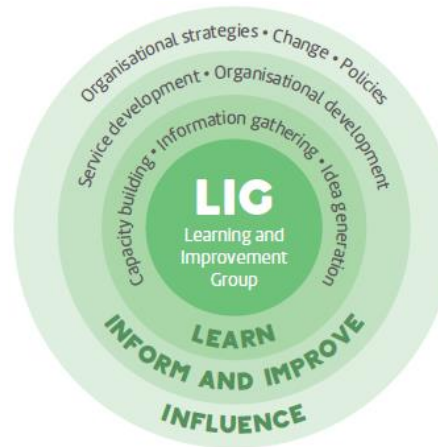 Organisational strategies • Change • Policies
Service development • Organisational development
Capacity building • Information gathering • Idea generation
LIG
Learning and
Improvement
Group
LEARN
INFORM AND IMPROVE
INFLUENCE